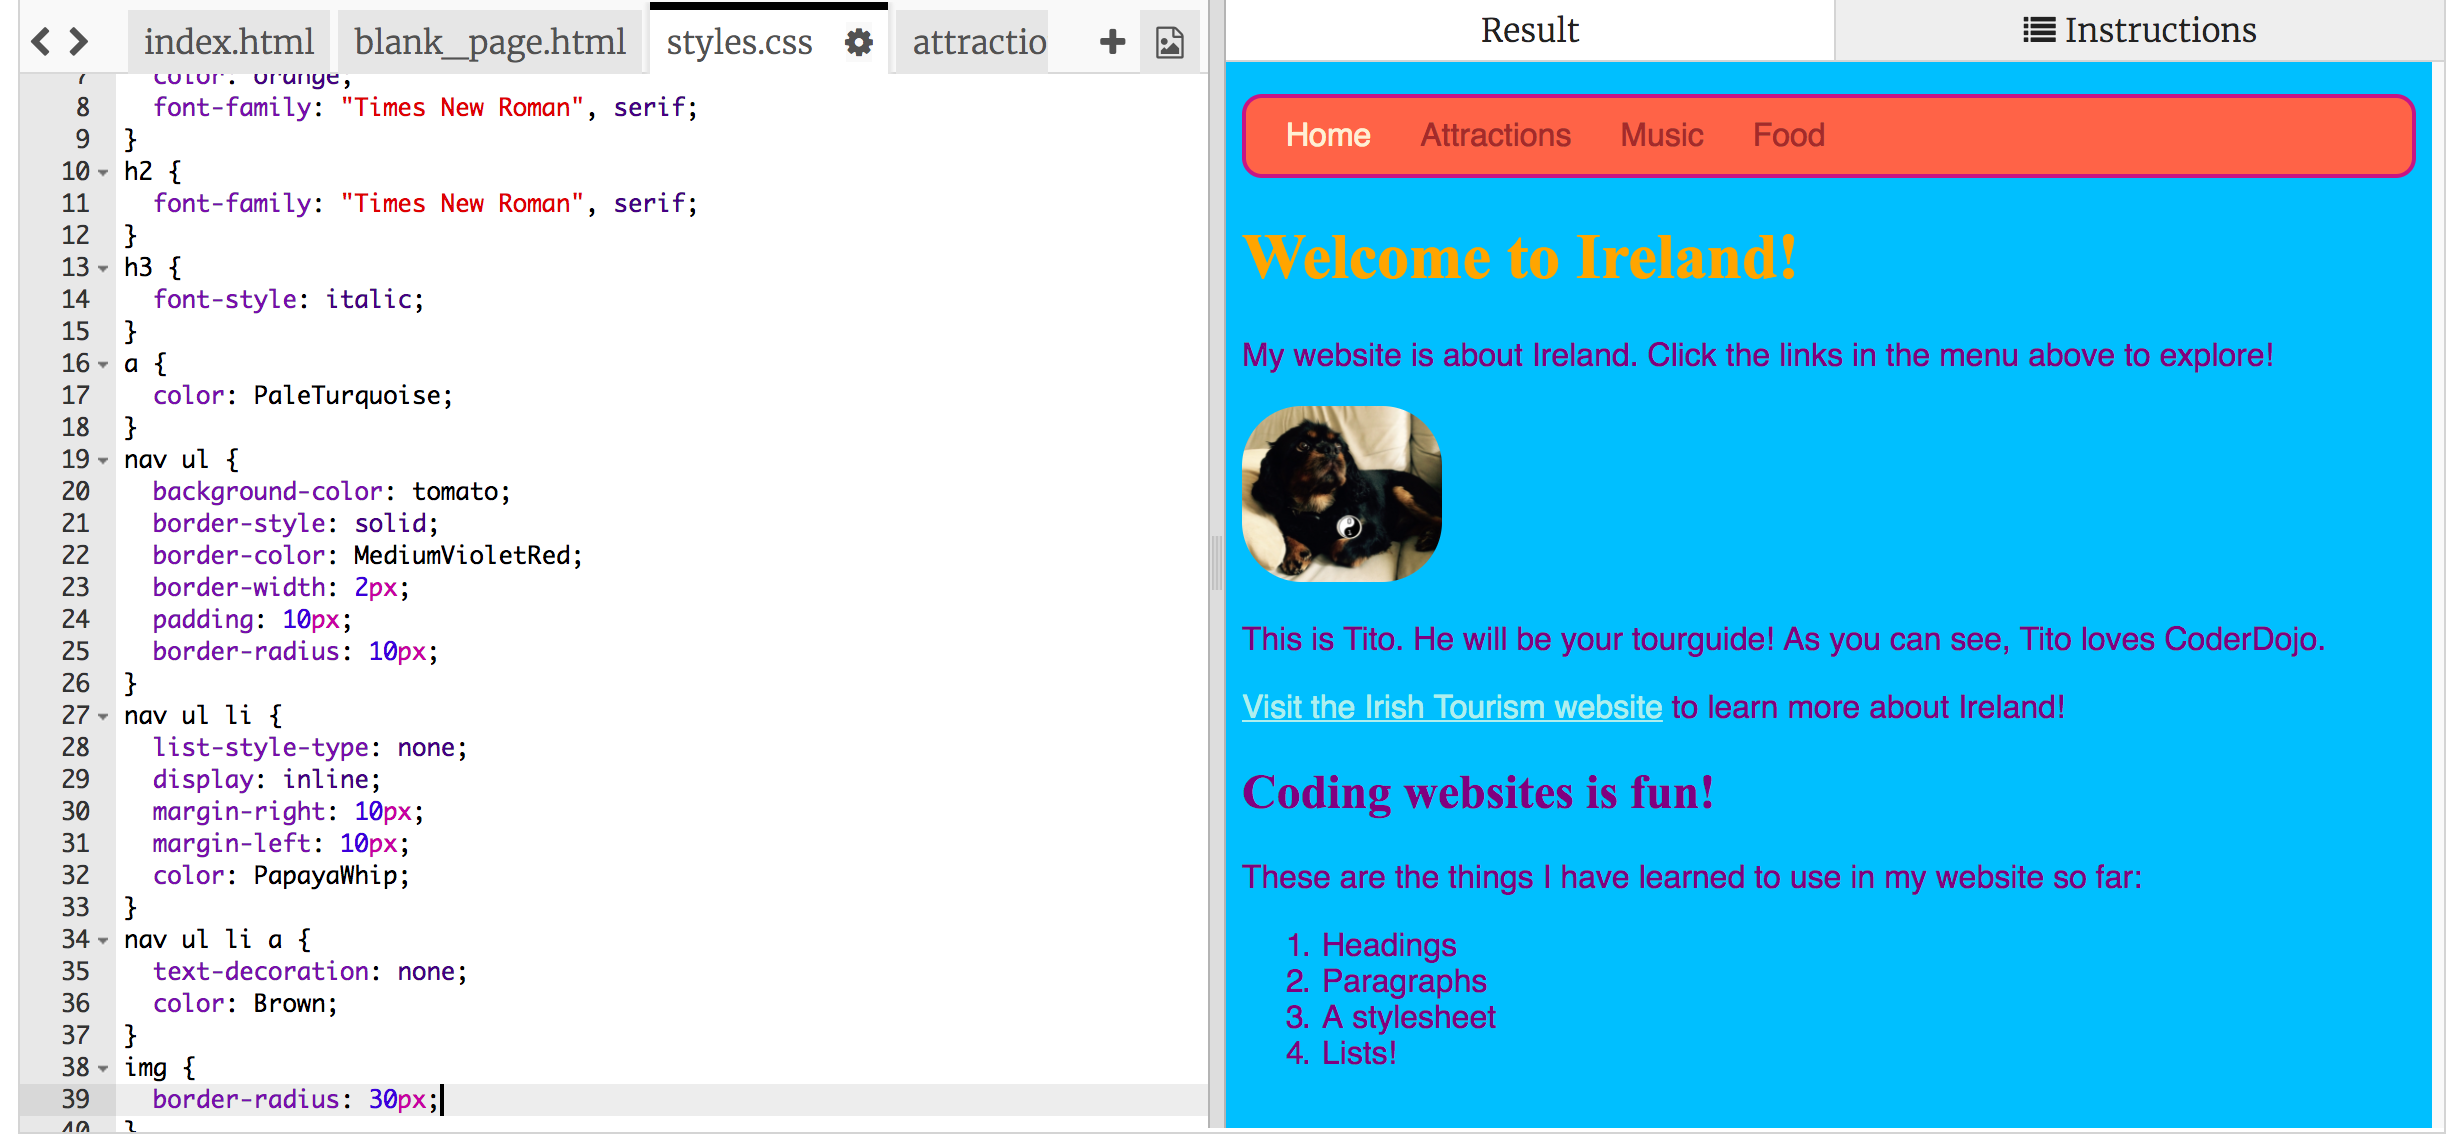 index.html
blank_page.html
styles.css
attractio
7 color: orange;
8 font-family: "Times New Roman", serif;
9 }
10 h2 {
11 font-family: "Times New Roman", serif;
12 }
13 h3 {
14 font-style: italic;
15 }
16 a {
17 color: PaleTurquoise;
18 }
19 nav ul {
20 background-color: tomato;
21 border-style: solid;
22 border-color: MediumVioletRed;
23 border-width: 2px;
24 padding: 10px;
25 border-radius: 10px;
26 }
27 nav ul li {
28 list-style-type: none;
29 display: inline;
30 margin-right: 10px;
31 margin-left: 10px;
32 color: PapayaWhip;
33 }
34 nav ul li a {
35 text-decoration: none;
36 color: Brown;
37 }
38 img {
39 border-radius: 30px;
40 }
Result
Instructions
Home Attractions Music Food
Welcome to Ireland!
My website is about Ireland. Click the links in the menu above to explore!
This is Tito. He will be your tourguide! As you can see, Tito loves CoderDojo.
Visit the Irish Tourism website to learn more about Ireland!
Coding websites is fun!
These are the things I have learned to use in my website so far:
1. Headings
2. Paragraphs
3. A stylesheet
4. Lists!